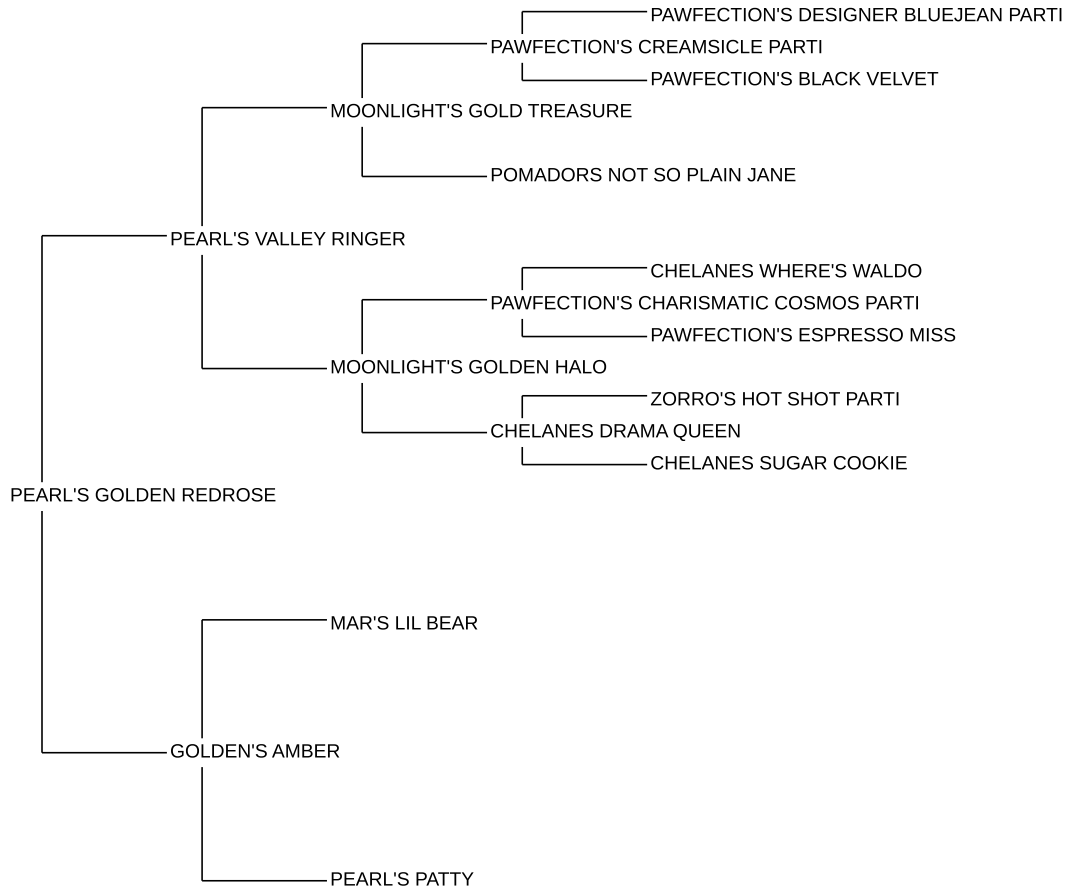 PAWFECTION'S DESIGNER BLUEJEAN PARTI
PAWFECTION'S CREAMSICLE PARTI
PAWFECTION'S BLACK VELVET
MOONLIGHT'S GOLD TREASURE
POMADORS NOT SO PLAIN JANE
PEARL'S VALLEY RINGER
CHELANES WHERE'S WALDO
PAWFECTION'S CHARISMATIC COSMOS PARTI
PAWFECTION'S ESPRESSO MISS
MOONLIGHT'S GOLDEN HALO
ZORRO'S HOT SHOT PARTI
CHELANES DRAMA QUEEN
CHELANES SUGAR COOKIE
PEARL'S GOLDEN REDROSE
MAR'S LIL BEAR
GOLDEN'S AMBER
PEARL'S PATTY